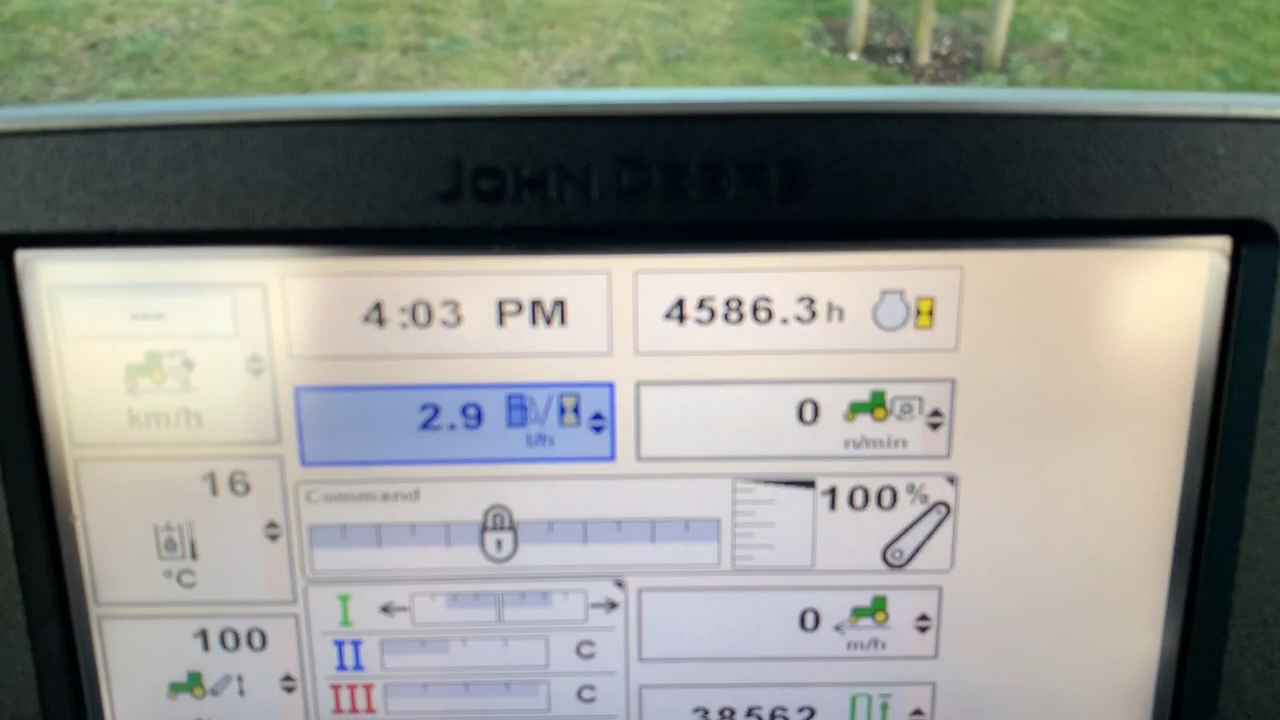 JOHN DEERE
4:03 PM
4586.3 h
---
km/h
2.9
l/h
0
n/min
16
°C
Command
100 %
I
II C
III C
0
m/h
100
38562